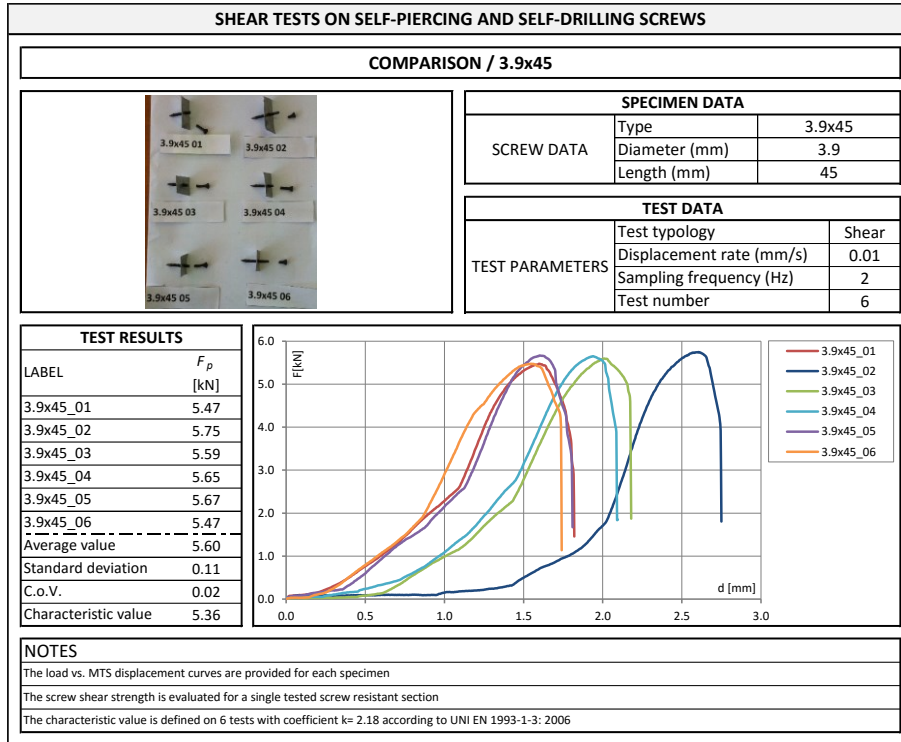 SHEAR TESTS ON SELF-PIERCING AND SELF-DRILLING SCREWS
COMPARISON / 3.9x45
3.9x45 01
3.9x45 02
3.9x45 03
3.9x45 04
3.9x45 05
3.9x45 06
SPECIMEN DATA
SCREW DATA
Type 3.9x45
Diameter (mm) 3.9
Length (mm) 45
TEST DATA
TEST PARAMETERS
Test typology Shear
Displacement rate (mm/s) 0.01
Sampling frequency (Hz) 2
Test number 6
TEST RESULTS
LABEL Fp [kN]
3.9x45_01 5.47
3.9x45_02 5.75
3.9x45_03 5.59
3.9x45_04 5.65
3.9x45_05 5.67
3.9x45_06 5.47
Average value 5.60
Standard deviation 0.11
C.o.V. 0.02
Characteristic value 5.36
F[kN]
6.0
5.0
4.0
3.0
2.0
1.0
0.0
0.0 0.5 1.0 1.5 2.0 2.5 3.0
d [mm]
3.9x45_01
3.9x45_02
3.9x45_03
3.9x45_04
3.9x45_05
3.9x45_06
NOTES
The load vs. MTS displacement curves are provided for each specimen
The screw shear strength is evaluated for a single tested screw resistant section
The characteristic value is defined on 6 tests with coefficient k= 2.18 according to UNI EN 1993-1-3: 2006